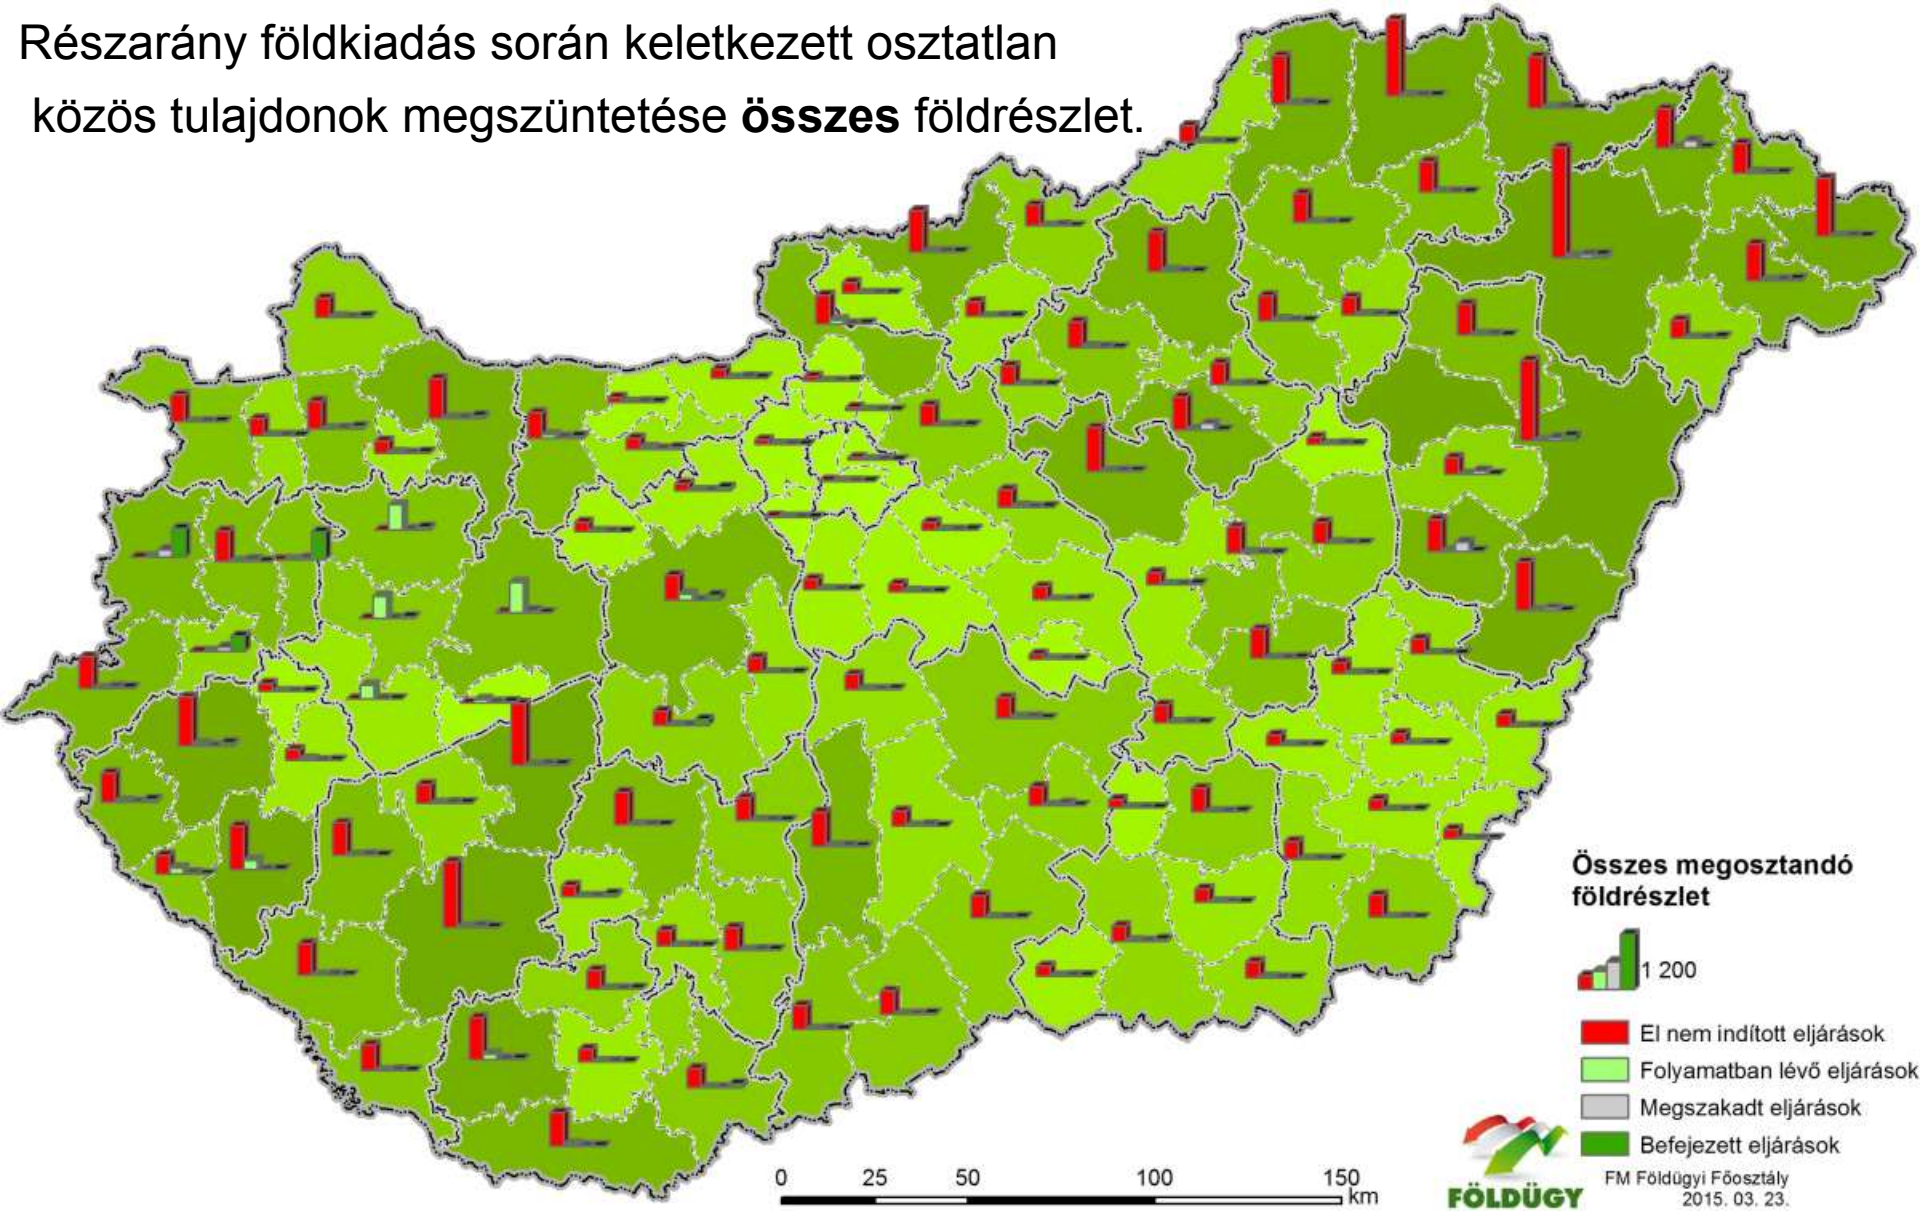 Részarány földkiadás során keletkezett osztatlan
közös tulajdonok megszüntetése összes földrészlet.
Összes megosztandó
földrészlet
1 200
El nem indított eljárások
Folyamatban lévő eljárások
Megszakadt eljárások
Befejezett eljárások
FM Földügyi Főosztály
2015. 03. 23.
FÖLDÜGY
0 25 50 100 150
km